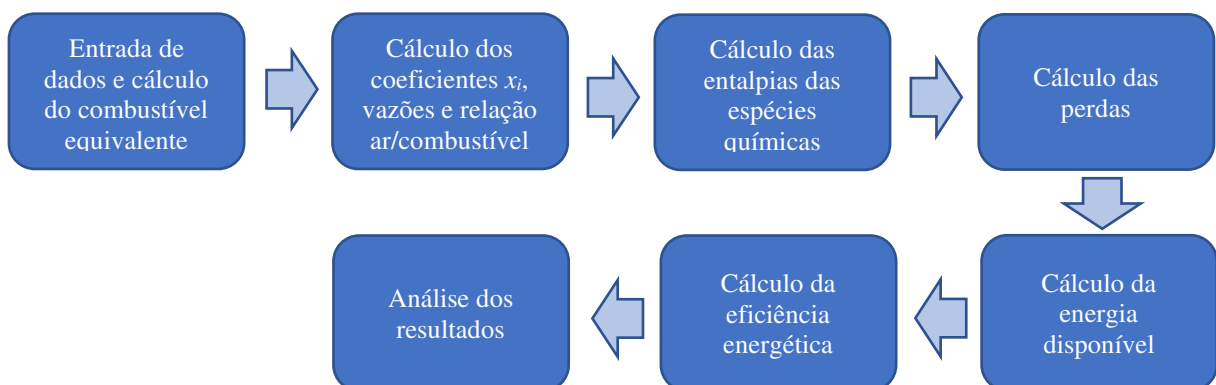 Entrada de
dados e cálculo
do combustível
equivalente
Cálculo dos
coeficientes xi,
vazões e relação
ar/combustível
Cálculo das
entalpias das
espécies
químicas
Cálculo das
perdas
Cálculo da
energia
disponível
Cálculo da
eficiência
energética
Análise dos
resultados